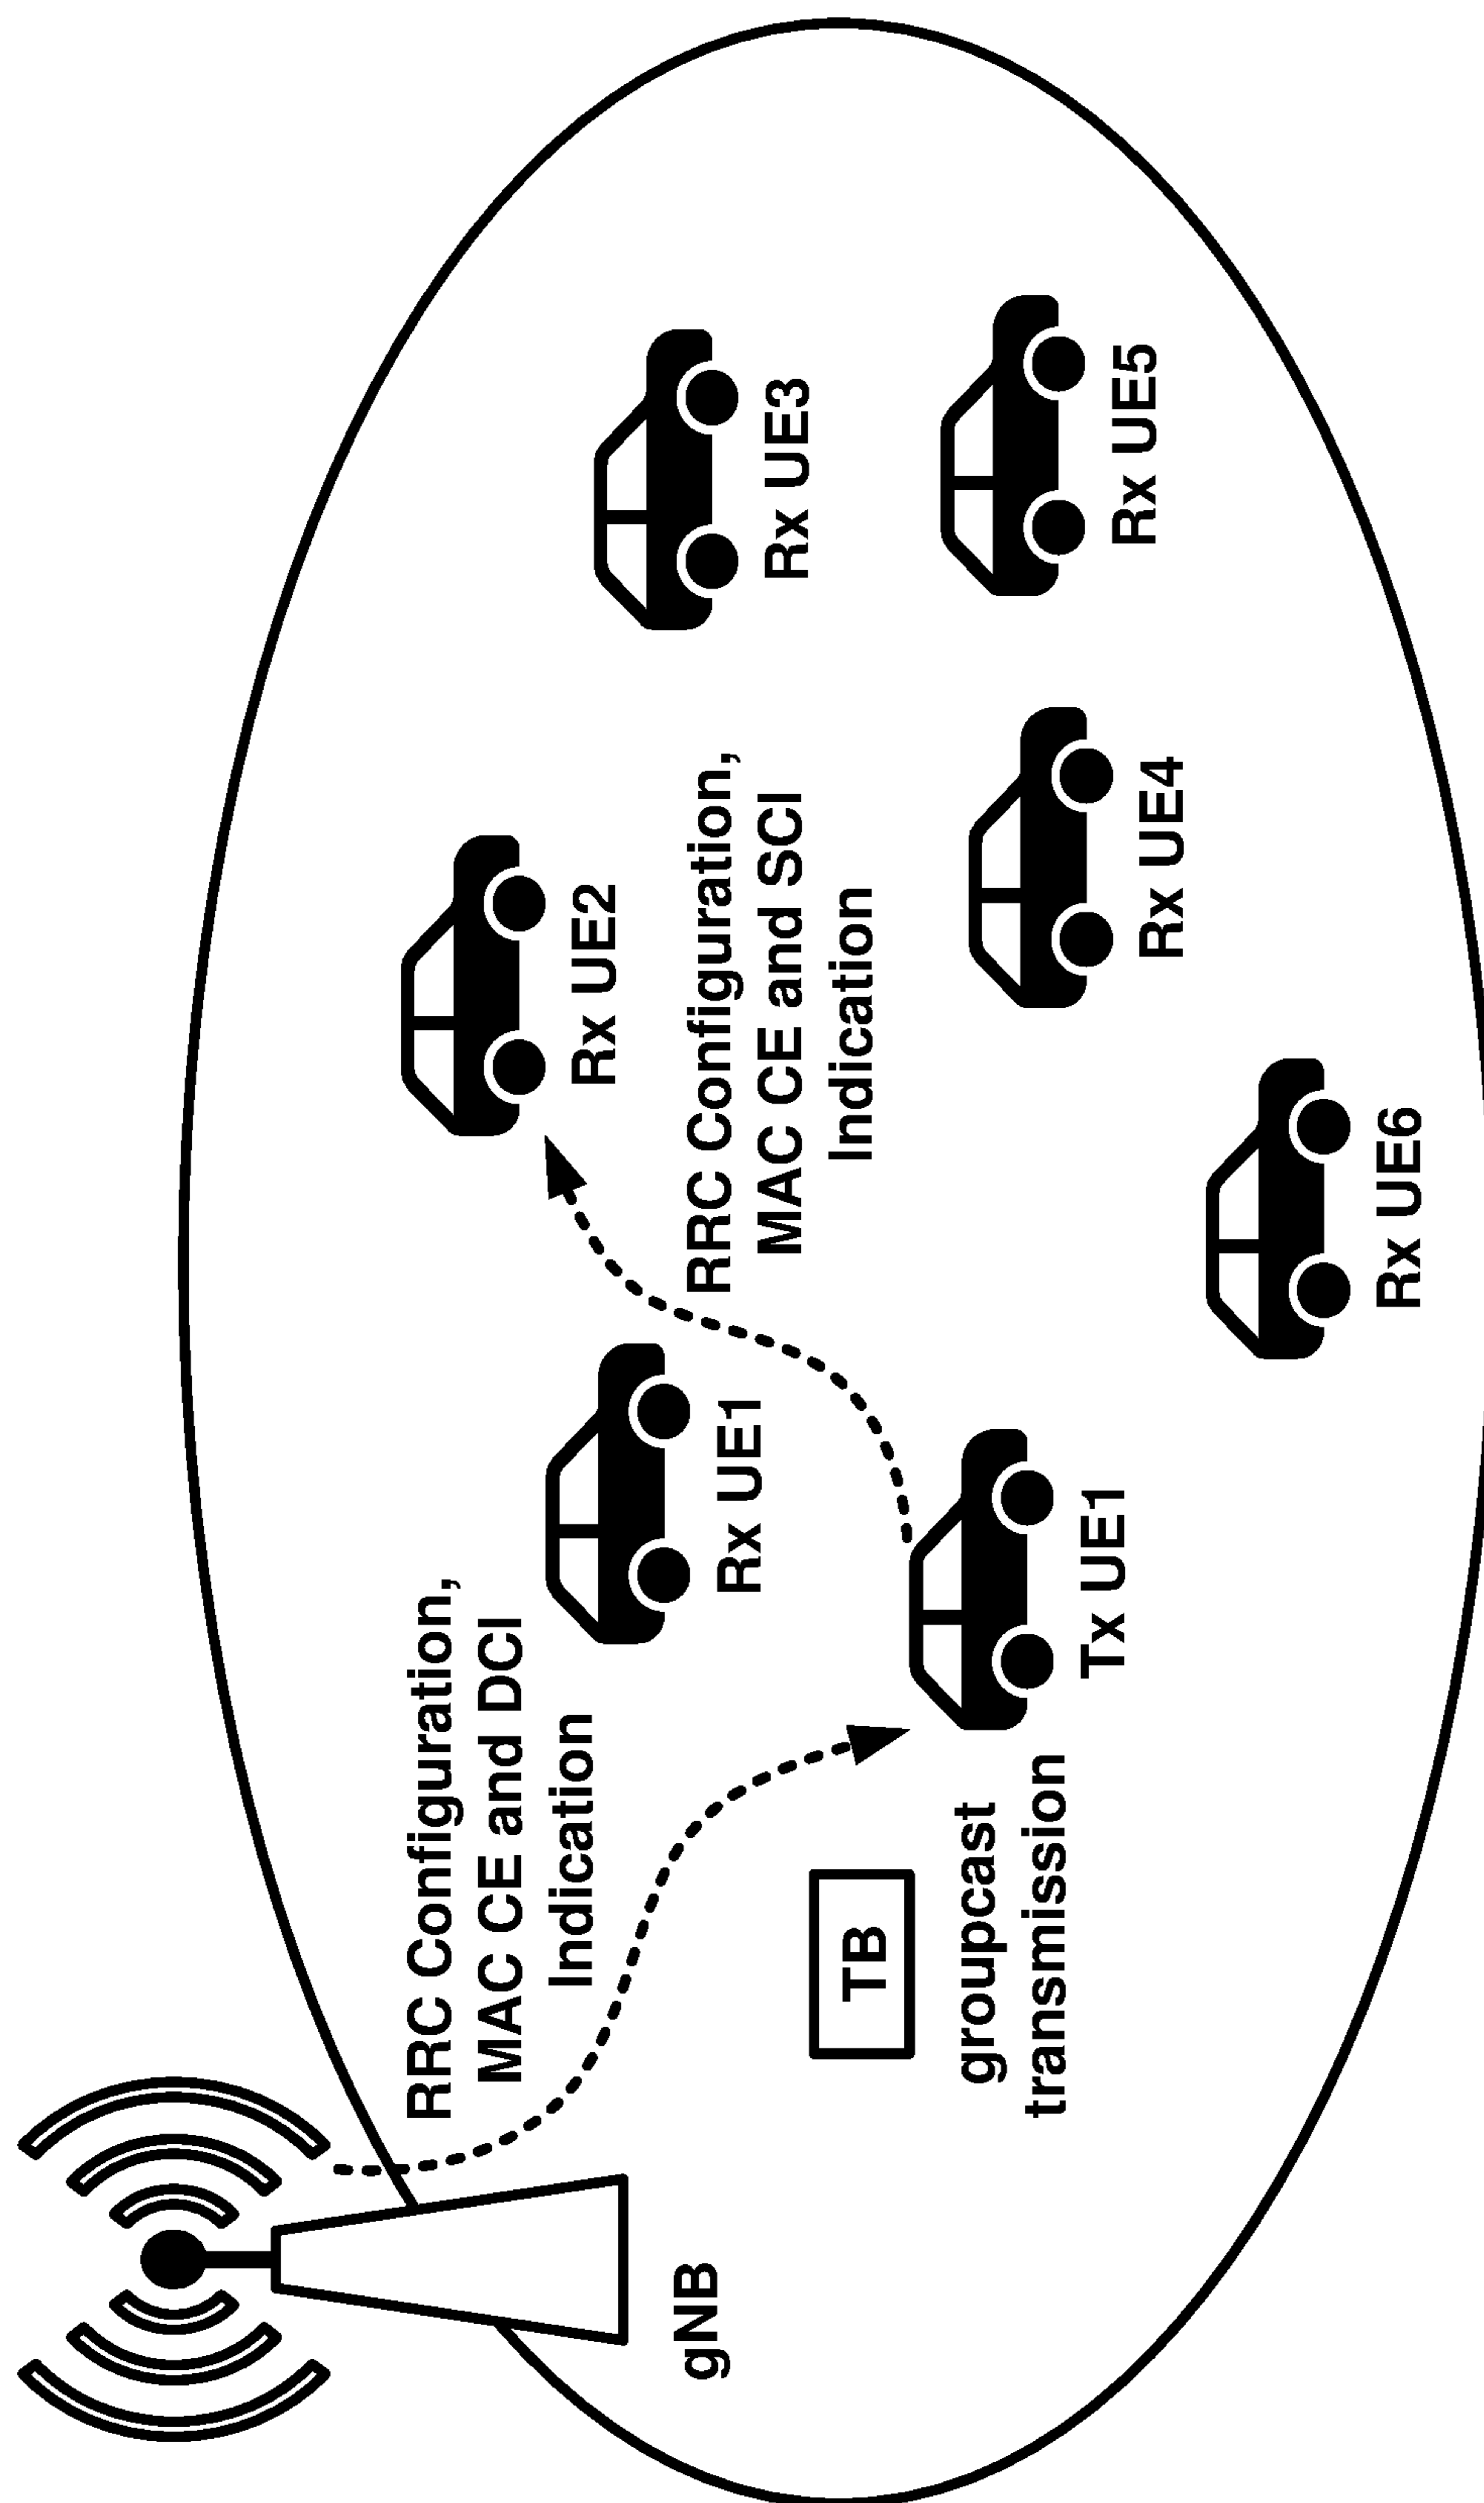 gNB
RRC Configuration,
MAC CE and DCI
Indication
TB
groupcast
transmission
Tx UE1
Rx UE1
RRC Configuration,
MAC CE and SCI
Indication
Rx UE2
Rx UE3
Rx UE4
Rx UE5
Rx UE6